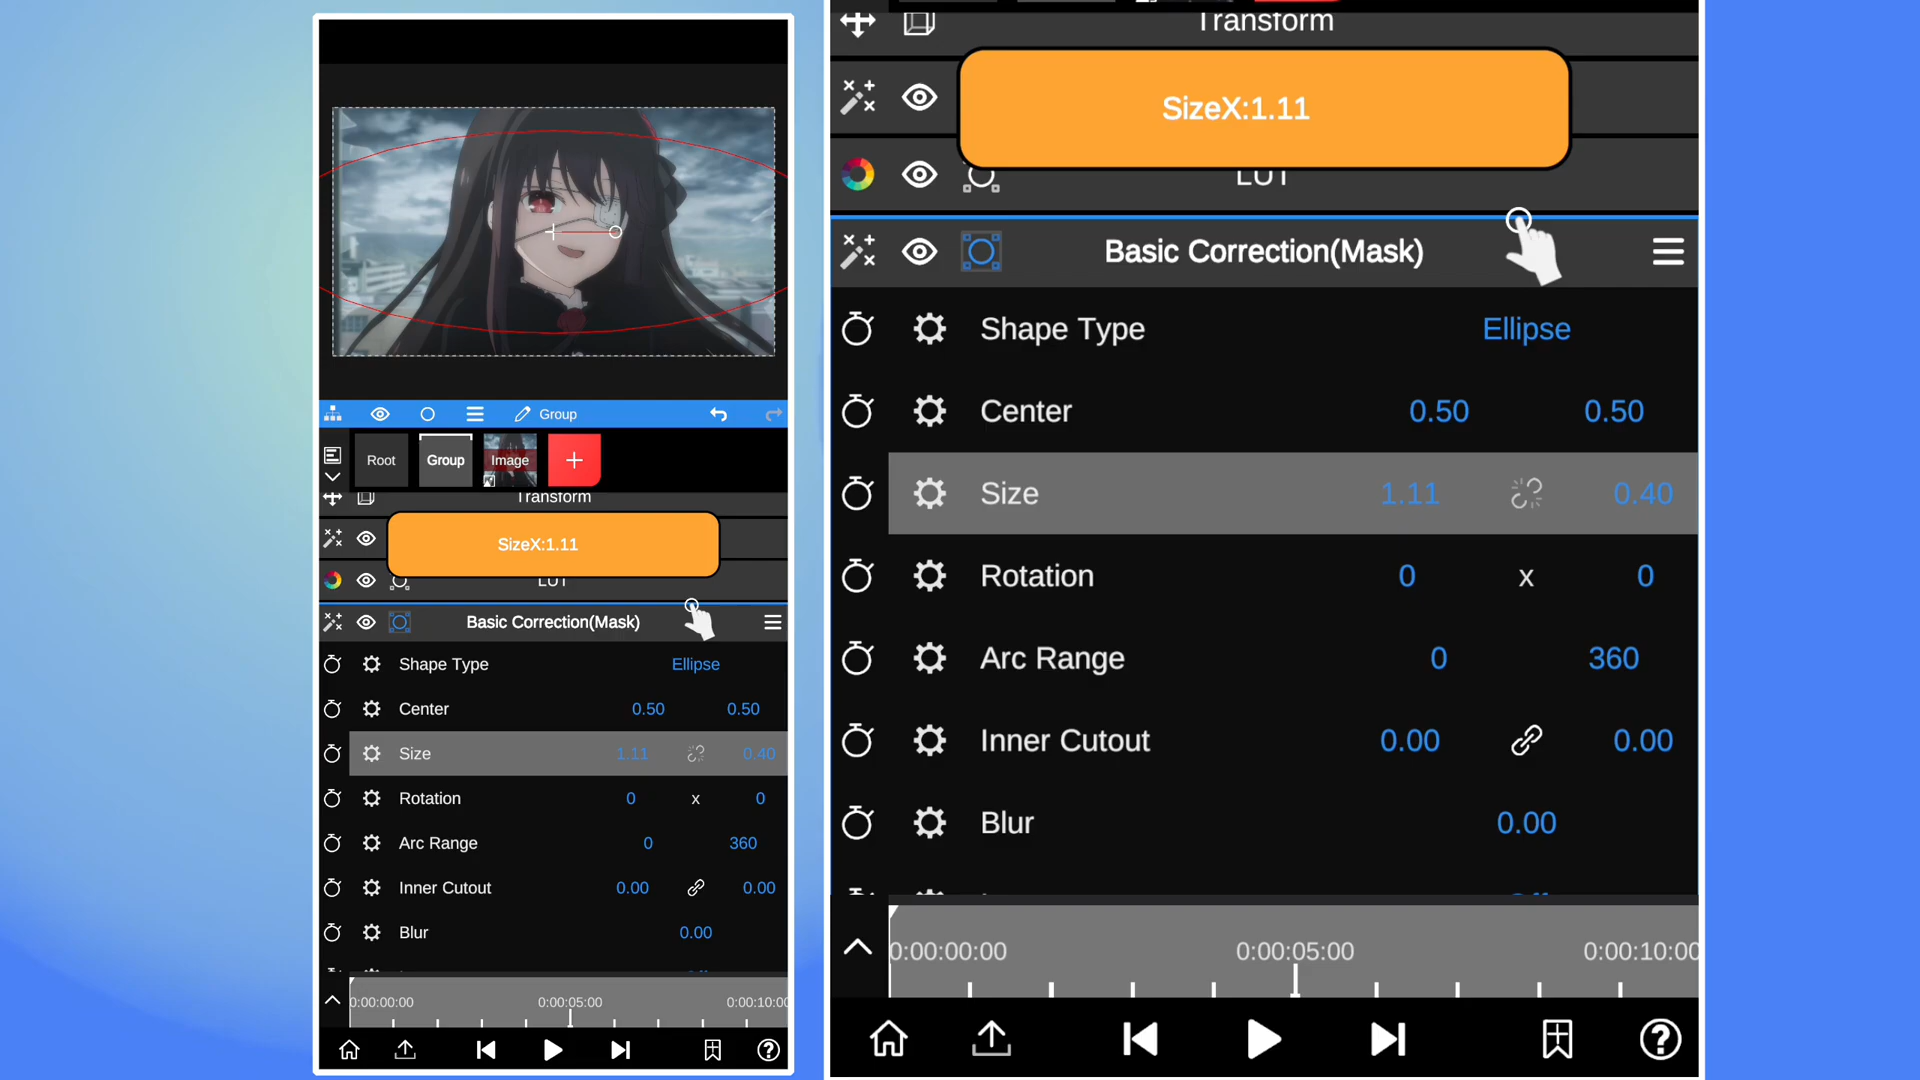 Group
Root
Group
Image
Transform
SizeX:1.11
LUT
Basic Correction(Mask)
Shape Type Ellipse
Center 0.50 0.50
Size 1.11 0.40
Rotation 0 x 0
Arc Range 0 360
Inner Cutout 0.00 0.00
Blur 0.00
0:00:00:00 0:00:05:00 0:00:10:00
Transform
SizeX:1.11
LUT
Basic Correction(Mask)
Shape Type Ellipse
Center 0.50 0.50
Size 1.11 0.40
Rotation 0 x 0
Arc Range 0 360
Inner Cutout 0.00 0.00
Blur 0.00
0:00:00:00 0:00:05:00 0:00:10:00